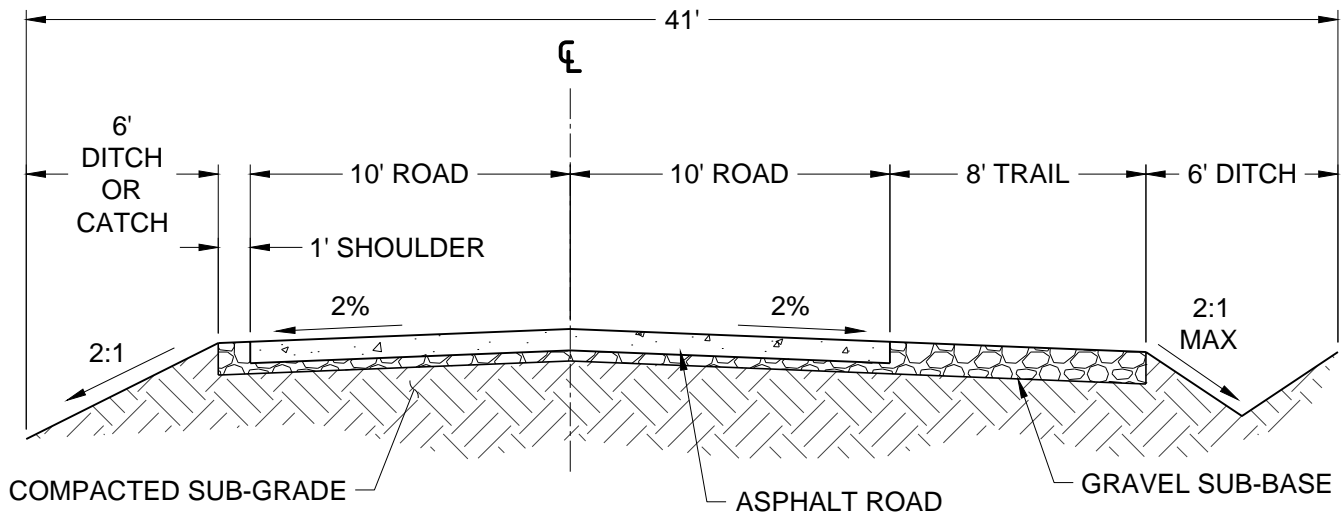 41'
℄
6'
DITCH
OR
CATCH
10' ROAD
10' ROAD
8' TRAIL
6' DITCH
1' SHOULDER
2%
2%
2:1
2:1
MAX
COMPACTED SUB-GRADE
ASPHALT ROAD
GRAVEL SUB-BASE